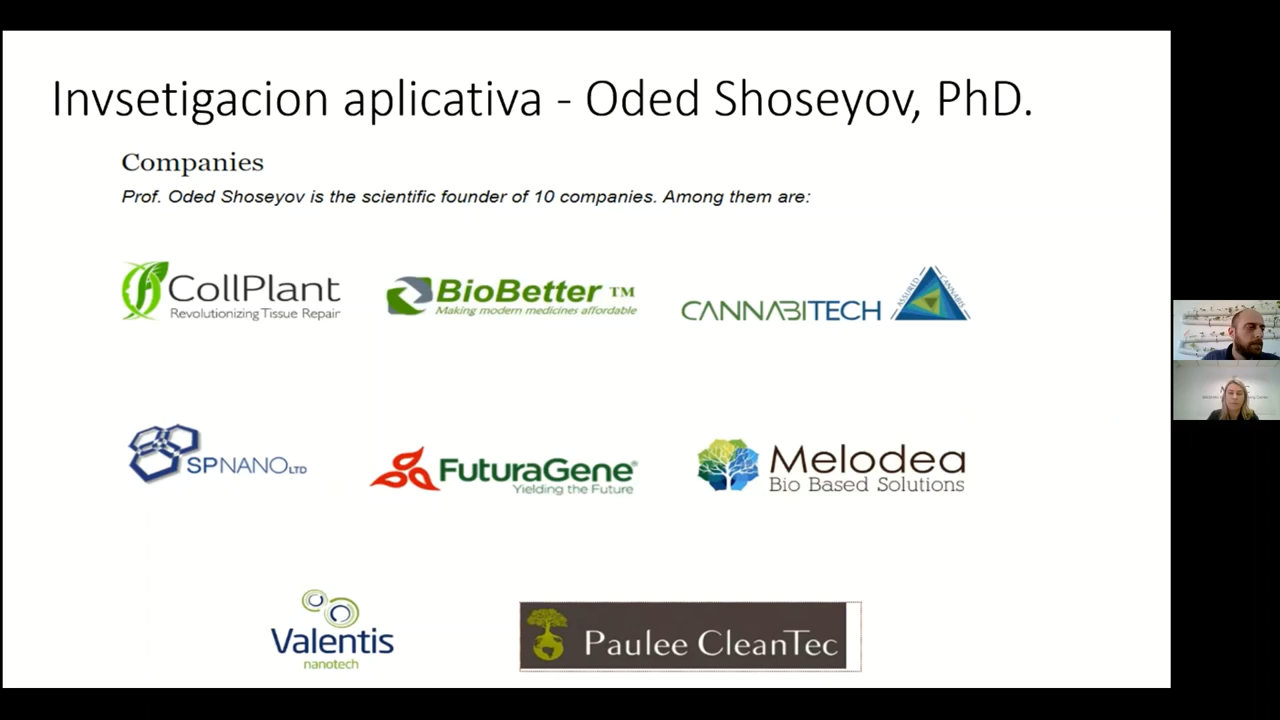 Invsetigacion aplicativa - Oded Shoseyov, PhD.
Companies
Prof. Oded Shoseyov is the scientific founder of 10 companies. Among them are:
CollPlant
Revolutionizing Tissue Repair
BioBetter ™
Making modern medicines affordable
CANNABITECH
ASSURED CANNABIS
SPNANO LTD
FuturaGene®
Yielding the Future
Melodea
Bio Based Solutions
Valentis
nanotech
Paulee CleanTec